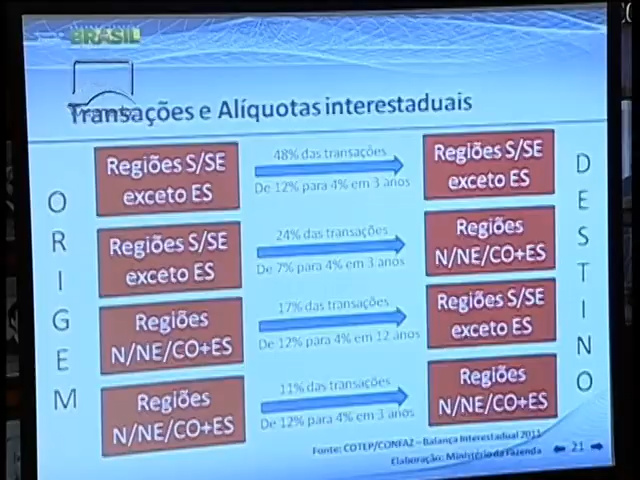 BRASIL
Transações e Alíquotas interestaduais
ORIGEM
Regiões S/SE
exceto ES
48% das transações
De 12% para 4% em 3 anos
Regiões S/SE
exceto ES
Regiões S/SE
exceto ES
24% das transações
De 7% para 4% em 3 anos
Regiões
N/NE/CO+ES
Regiões
N/NE/CO+ES
17% das transações
De 12% para 4% em 12 anos
Regiões S/SE
exceto ES
Regiões
N/NE/CO+ES
11% das transações
De 12% para 4% em 3 anos
Regiões
N/NE/CO+ES
DESTINO
Fonte: COTEP/CONFAZ – Balança Interestadual 2011
Elaboração: Ministério da Fazenda
21